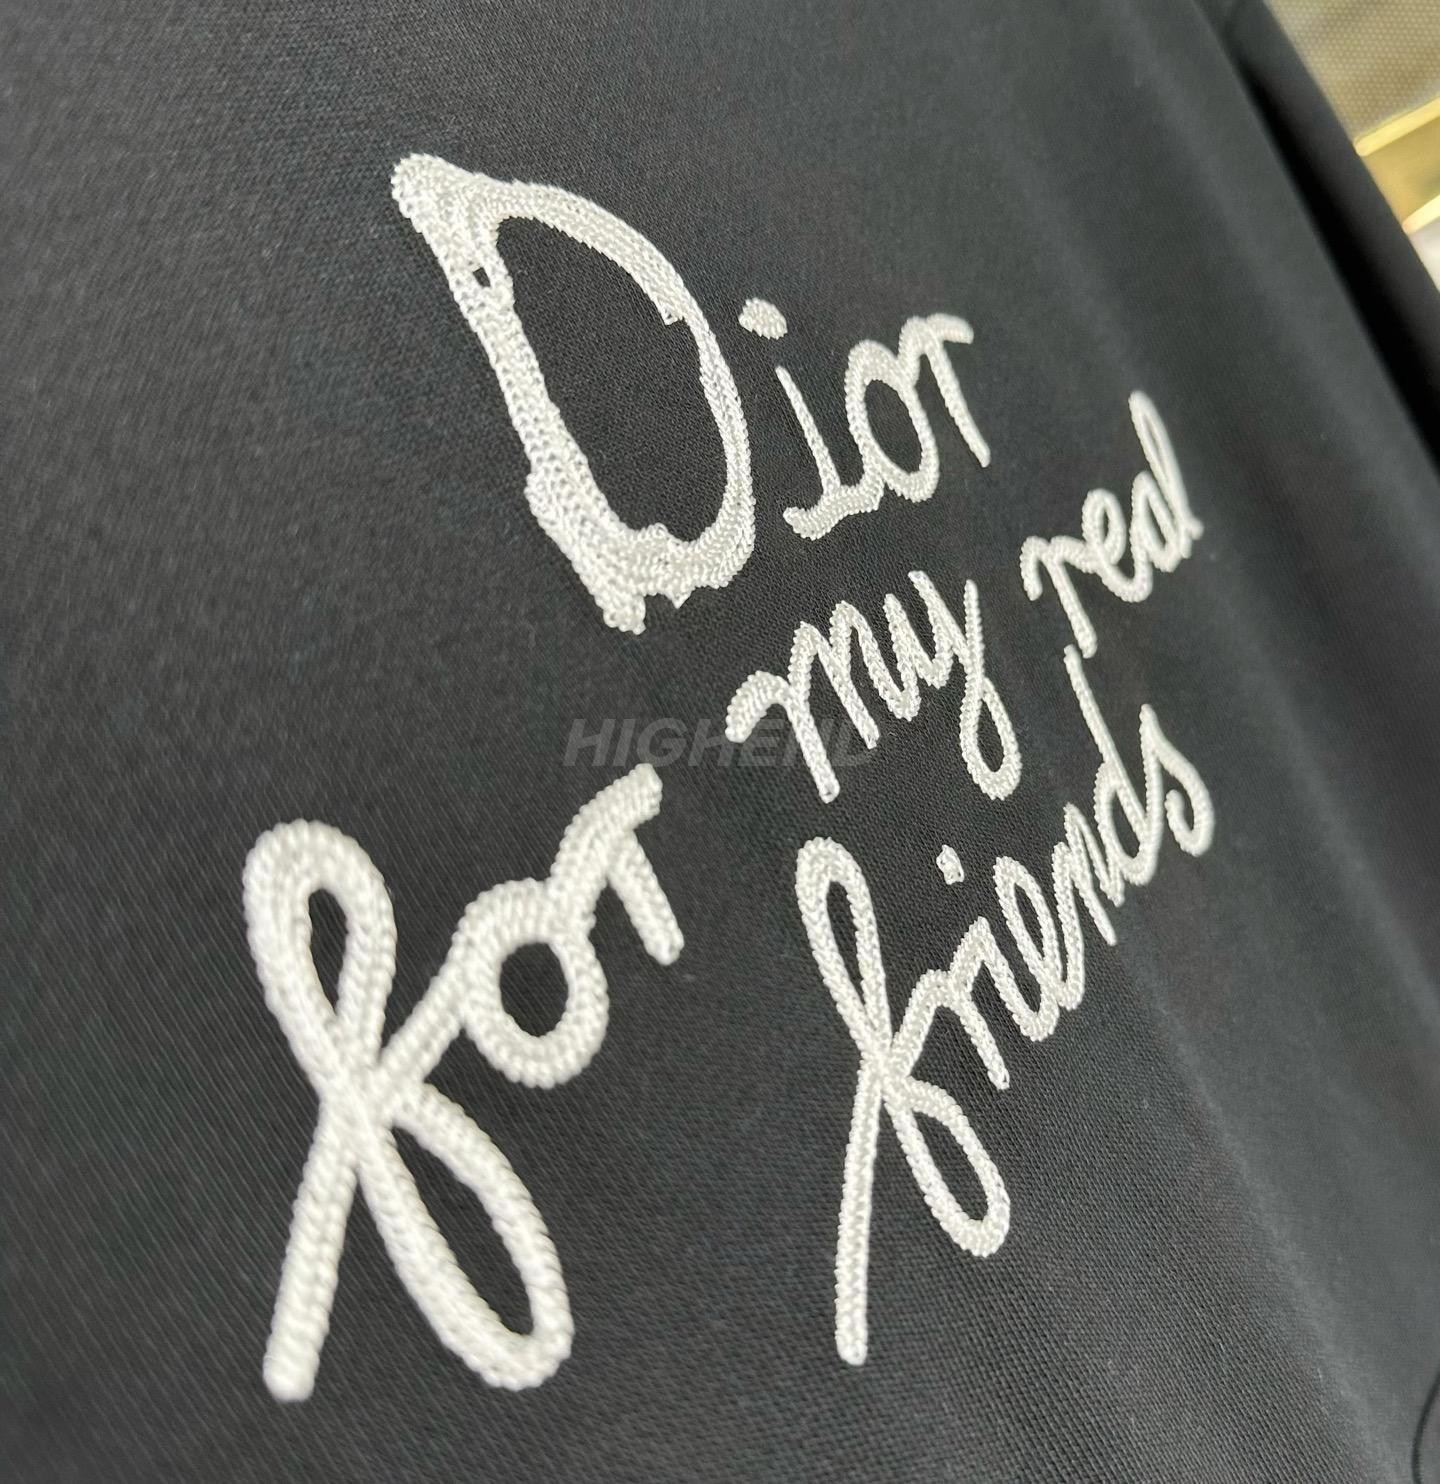 Dior
for my real
friends
HIGHEND